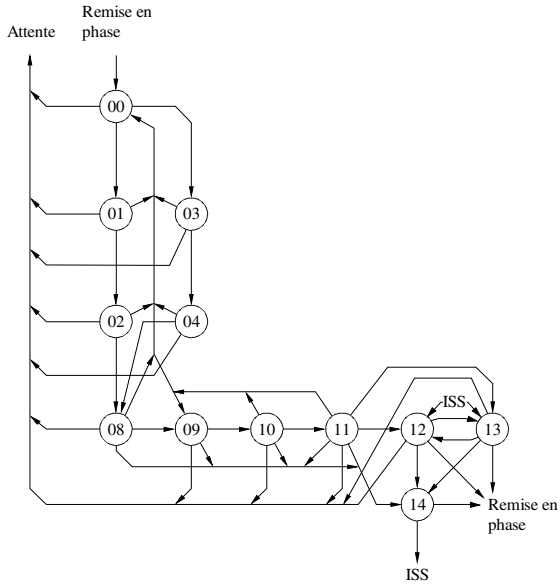 Remise en
phase
Attente
00
01
03
02
04
ISS
08
09
10
11
12
13
14
Remise en
phase
ISS